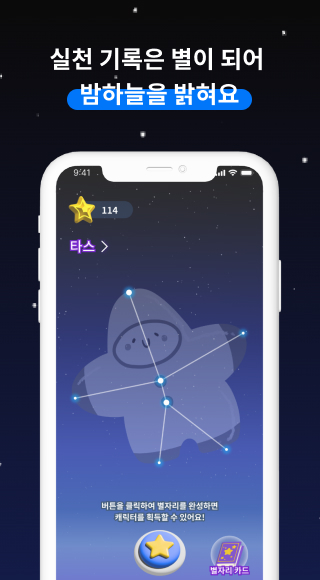 실천 기록은 별이 되어
밤하늘을 밝혀요
9:41
114
타스 >
버튼을 클릭하여 별자리를 완성하면
캐릭터를 획득할 수 있어요!
별자리 카드